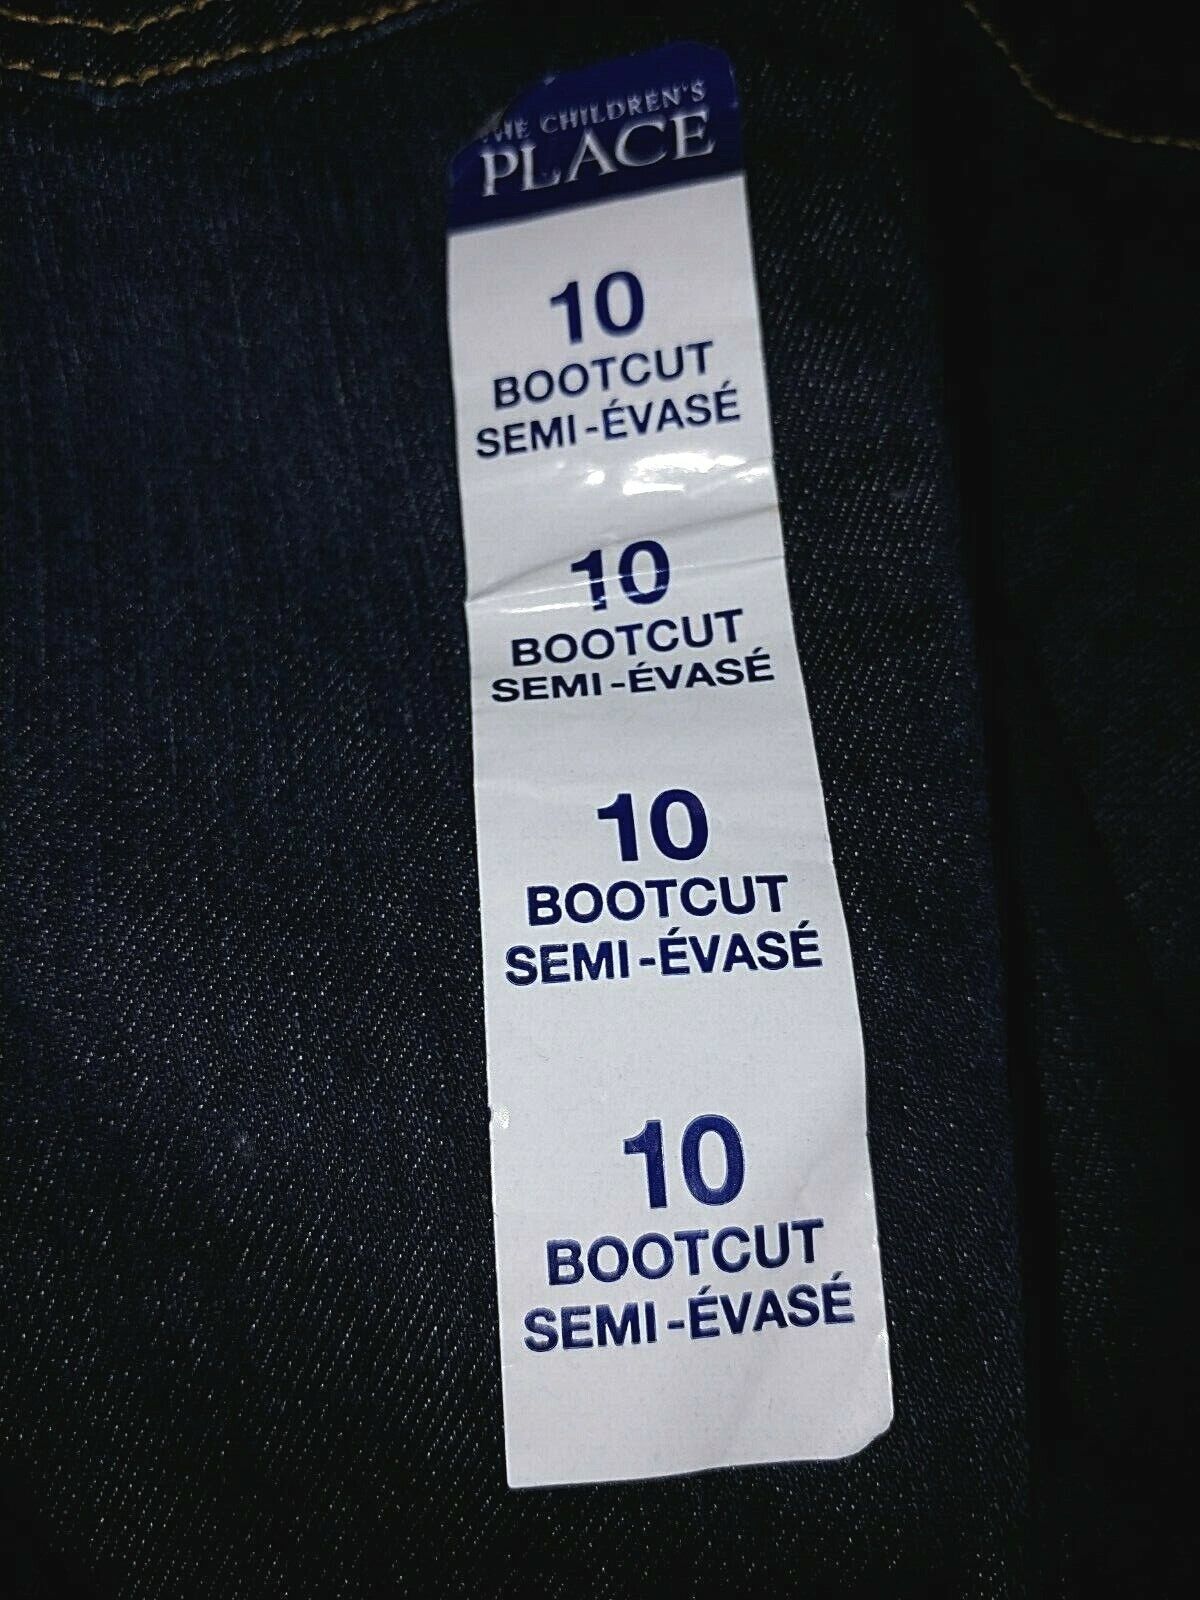 THE CHILDREN'S
PLACE
10
BOOTCUT
SEMI-ÉVASÉ
10
BOOTCUT
SEMI-ÉVASÉ
10
BOOTCUT
SEMI-ÉVASÉ
10
BOOTCUT
SEMI-ÉVASÉ